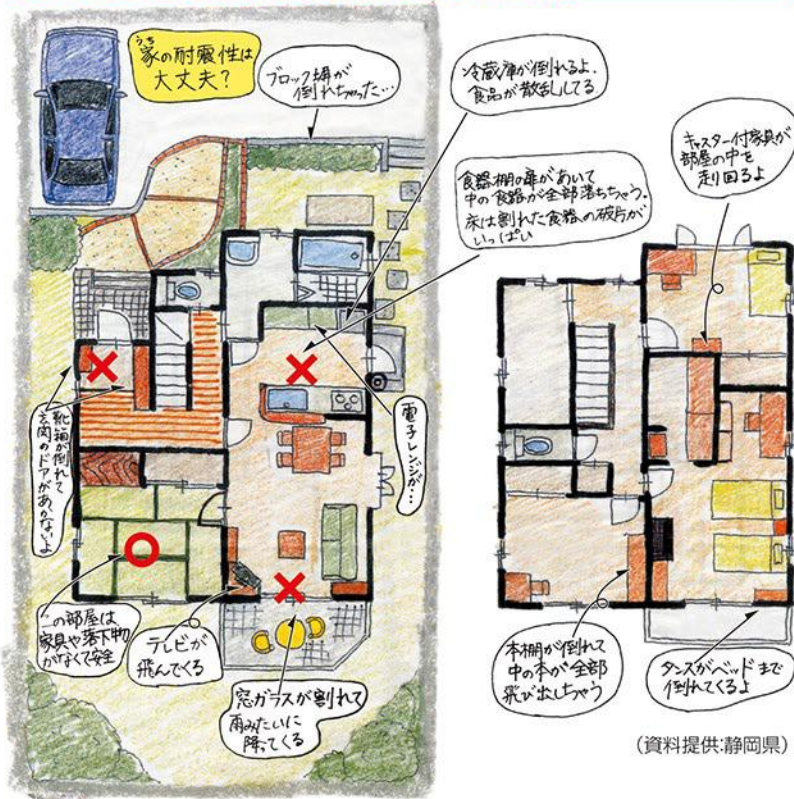 うち
家の耐震性は
大丈夫?
ブロック塀が
倒れちゃった…
冷蔵庫が倒れるよ.
食品が散乱してる
食器棚の扉があいて
中の食器が全部落ちちゃう.
床は割れた食器の破片が
いっぱい
キャスター付家具が
部屋の中を
走り回るよ
電子レンジが…
靴箱が倒れて
玄関のドアがあかないよ
この部屋は
家具や落下物
がなくて安全
テレビが
飛んでくる
窓ガラスが割れて
雨みたいに
降ってくる
本棚が倒れて
中の本が全部
飛び出しちゃう
タンスがベッドまで
倒れてくるよ
(資料提供:静岡県)